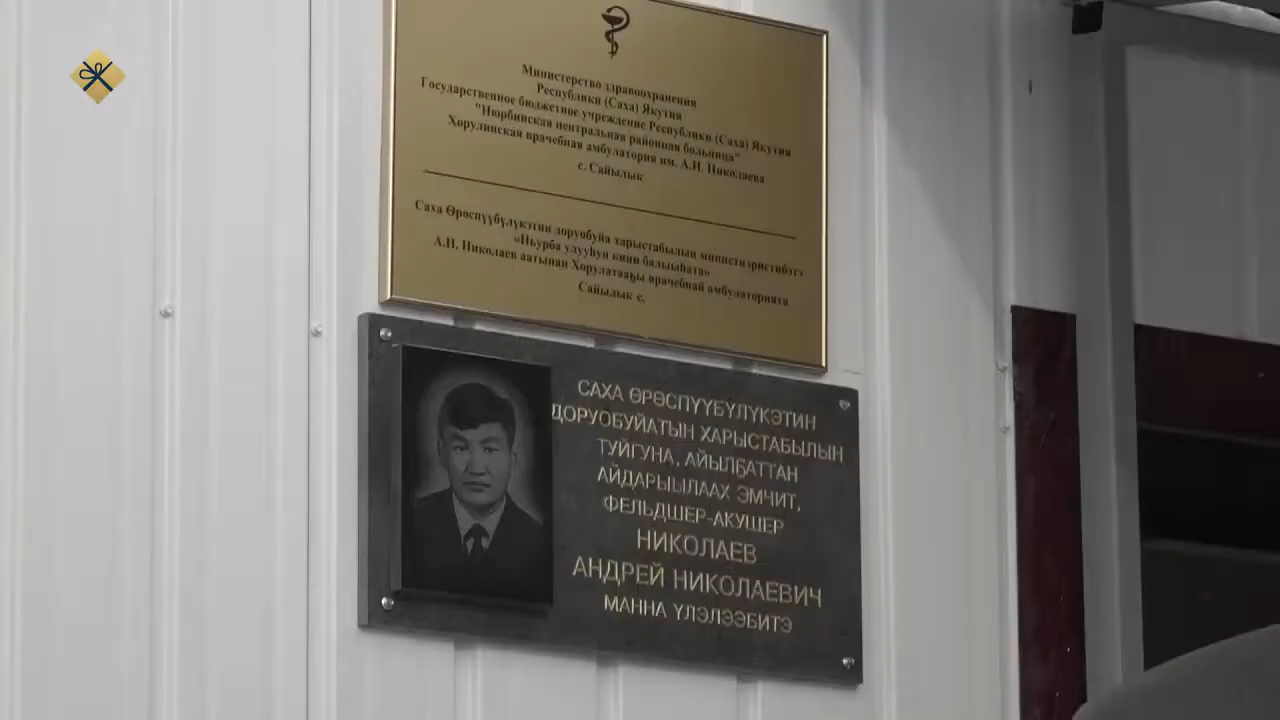 Министерство здравоохранения
Республики (Саха) Якутия
Государственное бюджетное учреждение Республики (Саха) Якутия
"Нюрбинская центральная районная больница"
Хорулинская врачебная амбулатория им. А.Н. Николаева
с. Сайылык
Саха Өрөспүүбүлүкэтин доруобуйа харыстабылын министиэристибэтэ
«Ньурба улууһун киин балыыһата»
А.Н. Николаев аатынан Хорулатааҕы врачебнай амбулаторията
Сайылык с.
САХА ӨРӨСПҮҮБҮЛҮКЭТИН
ДОРУОБУЙАТЫН ХАРЫСТАБЫЛЫН
ТУЙГУНА, АЙЫЛҔАТТАН
АЙДАРЫЫЛААХ ЭМЧИТ,
ФЕЛЬДШЕР-АКУШЕР
НИКОЛАЕВ
АНДРЕЙ НИКОЛАЕВИЧ
МАННА ҮЛЭЛЭЭБИТЭ